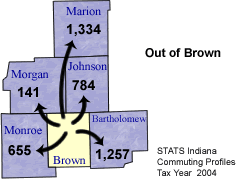 Marion
1,334
Out of Brown
Morgan
Johnson
141
784
Monroe
Bartholomew
655
Brown
1,257
STATS Indiana
Commuting Profiles
Tax Year 2004